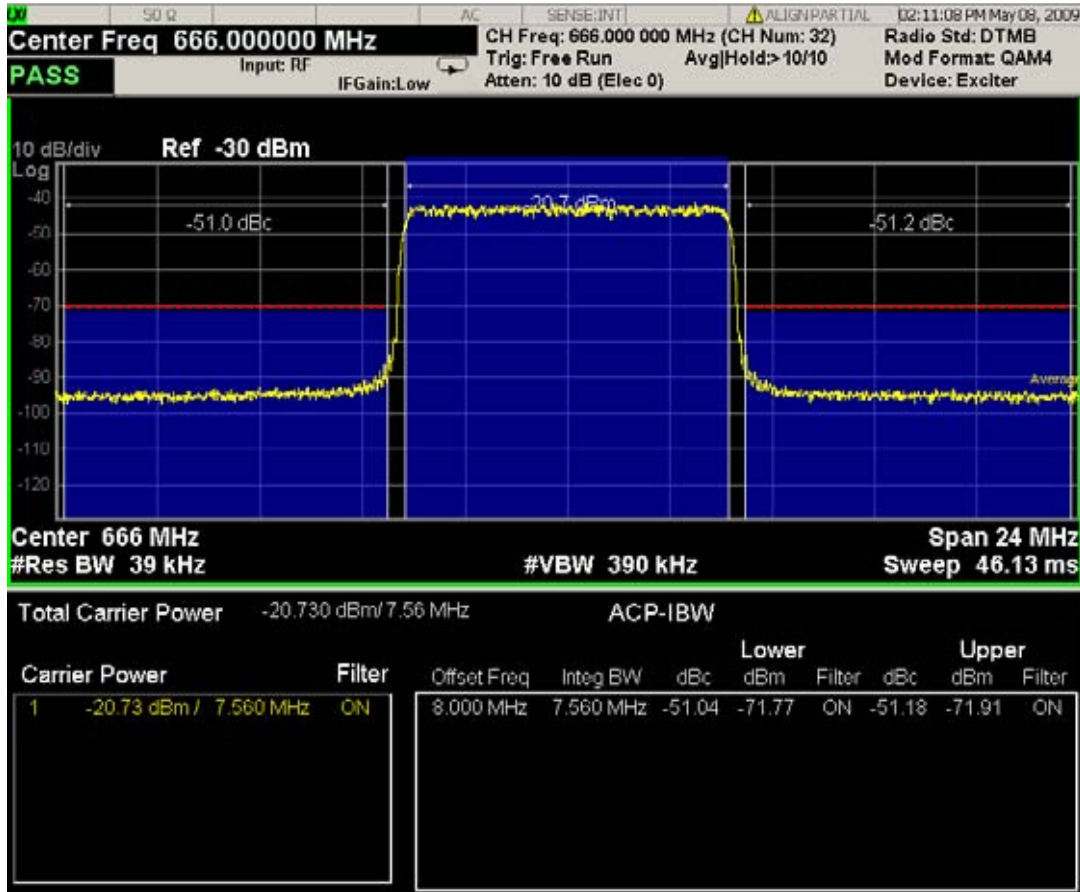 LXI 50 Ω AC SENSE:INT ALIGN PARTIAL 02:11:08 PM May 08, 2009
Center Freq 666.000000 MHz
CH Freq: 666.000 000 MHz (CH Num: 32)
Radio Std: DTMB
PASS
Input: RF
Trig: Free Run
Avg|Hold:> 10/10
Mod Format: QAM4
IFGain:Low
Atten: 10 dB (Elec 0)
Device: Exciter
10 dB/div
Ref -30 dBm
Log
-40
-20.7 dBm
-51.0 dBc
-51.2 dBc
-50
-60
-70
-80
-90
Average
-100
-110
-120
Center 666 MHz
Span 24 MHz
#Res BW 39 kHz
#VBW 390 kHz
Sweep 46.13 ms
Total Carrier Power -20.730 dBm/ 7.56 MHz
ACP-IBW
Lower Upper
Carrier Power Filter
Offset Freq Integ BW dBc dBm Filter dBc dBm Filter
1 -20.73 dBm / 7.560 MHz ON
8.000 MHz 7.560 MHz -51.04 -71.77 ON -51.18 -71.91 ON